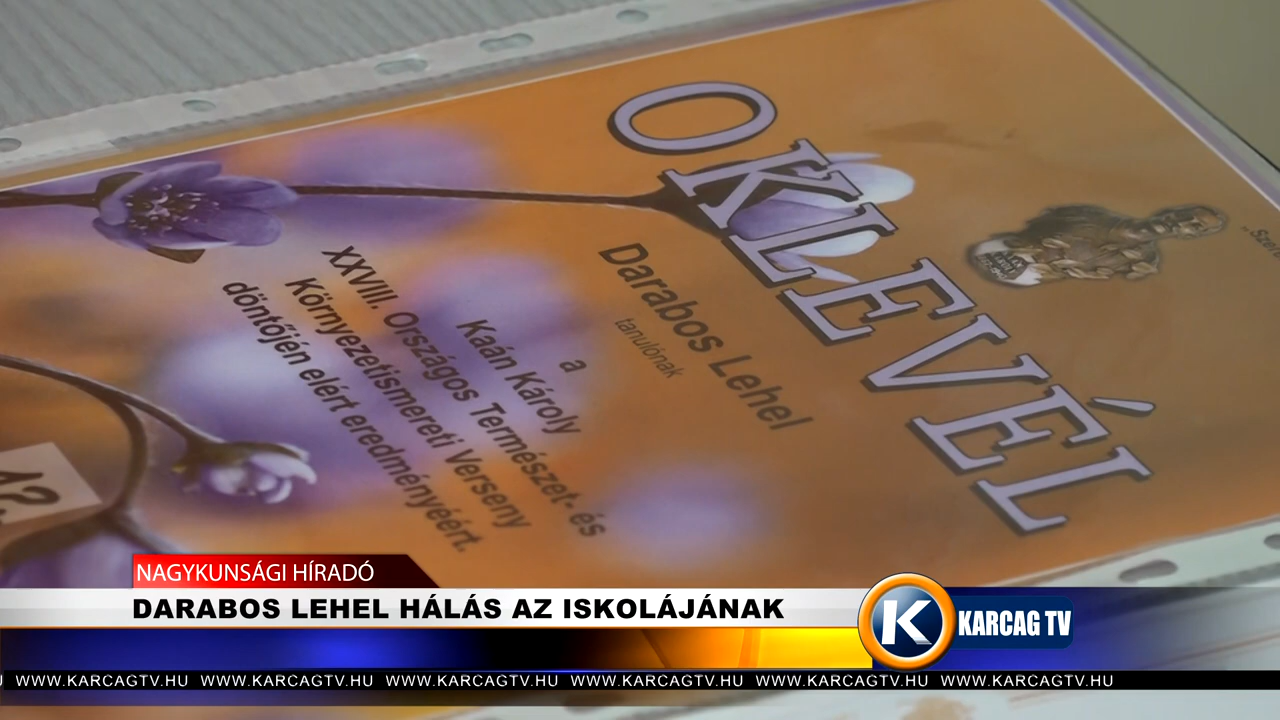 OKLEVÉL
Darabos Lehel
tanulónak
a
Kaán Károly
XXVIII. Országos Természet- és
Környezetismereti Verseny
döntőjén elért eredményéért.
12.
NAGYKUNSÁGI HÍRADÓ
DARABOS LEHEL HÁLÁS AZ ISKOLÁJÁNAK
K KARCAG TV
WWW.KARCAGTV.HU WWW.KARCAGTV.HU WWW.KARCAGTV.HU WWW.KARCAGTV.HU WWW.KARCAGTV.HU WWW.KARCAGTV.HU